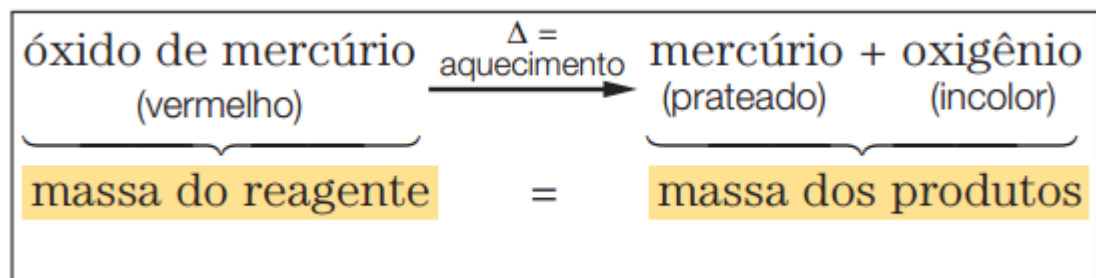 óxido de mercúrio Δ = mercúrio + oxigênio
(vermelho) aquecimento (prateado) (incolor)
massa do reagente = massa dos produtos